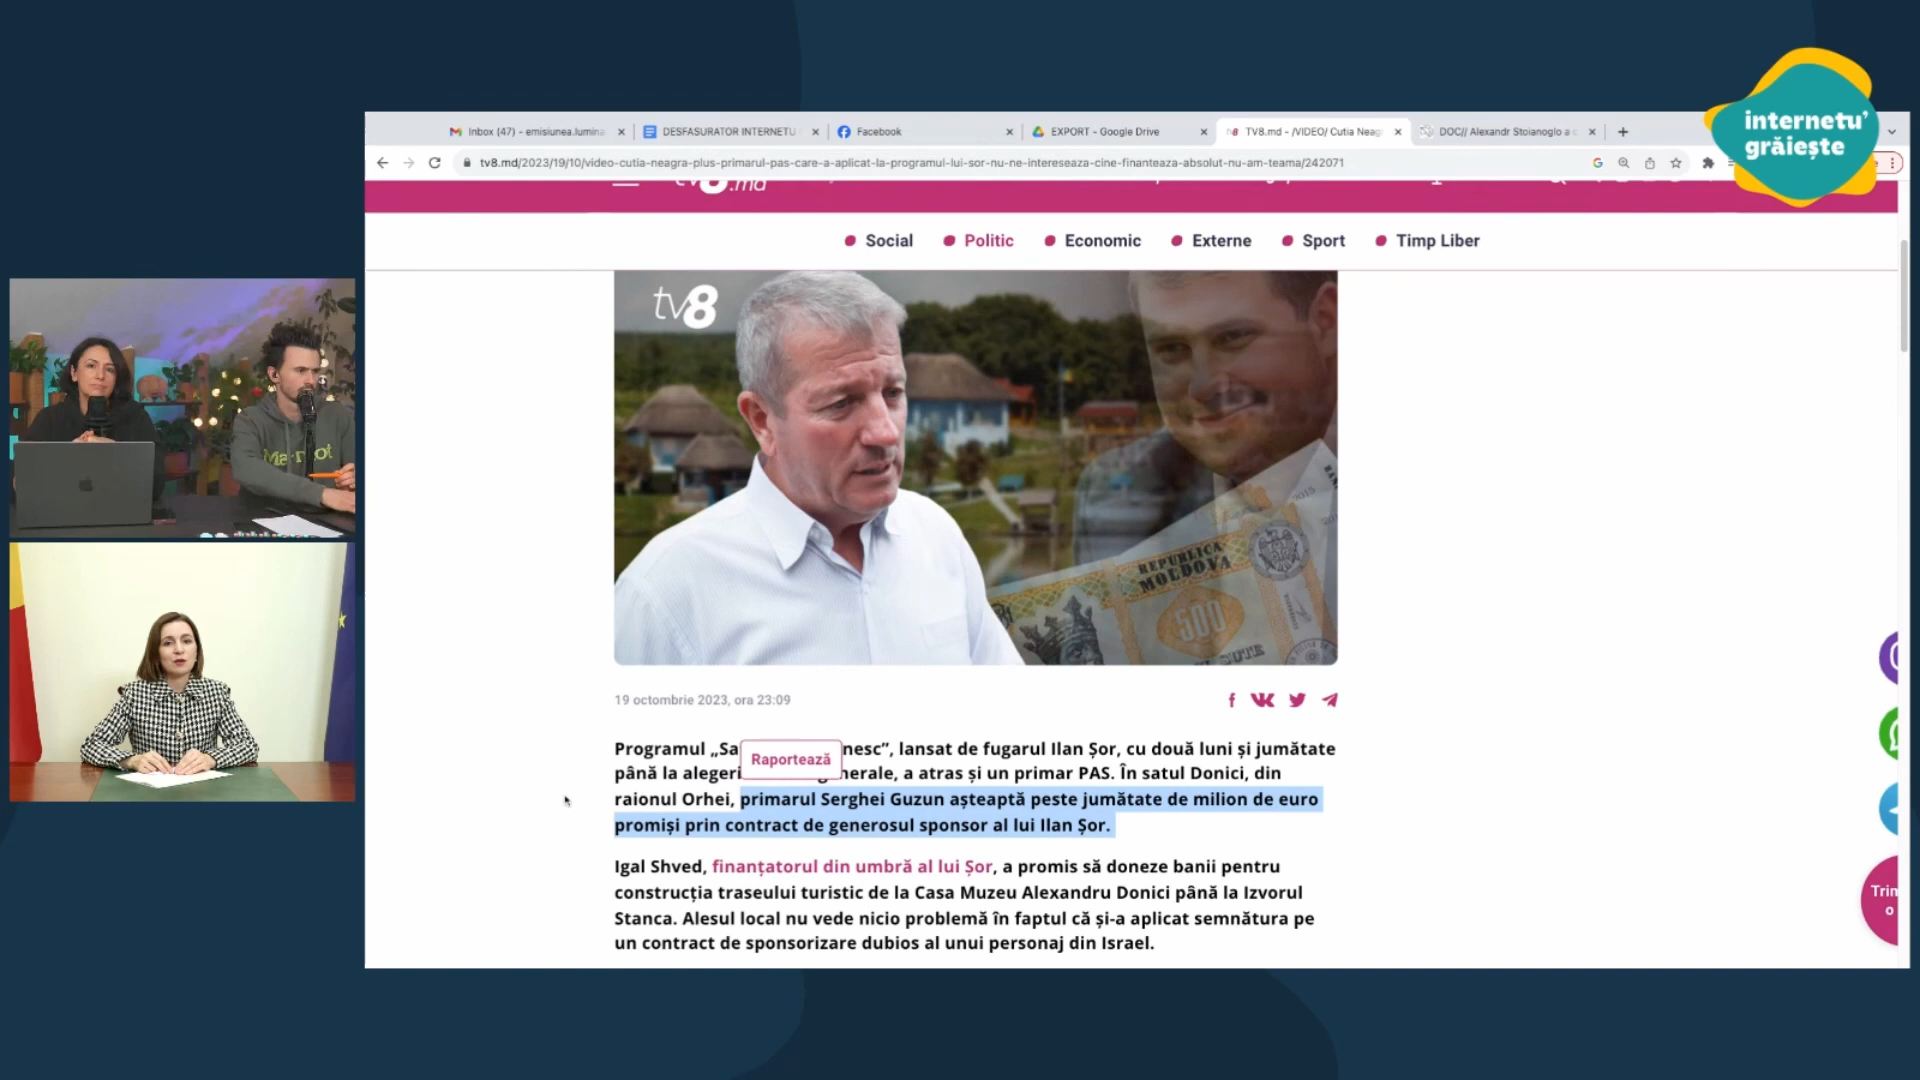 internetu'
grăiește
Inbox (47) - emisiunea.lumina
DESFASURATOR INTERNETU
Facebook
EXPORT - Google Drive
TV8.md - /VIDEO/ Cutia Neag
DOC// Alexandr Stoianoglo a c
tv8.md/2023/19/10/video-cutia-neagra-plus-primarul-pas-care-a-aplicat-la-programul-lui-sor-nu-ne-intereseaza-cine-finanteaza-absolut-nu-am-teama/242071
tv8.md
Social
Politic
Economic
Externe
Sport
Timp Liber
tv8
REPUBLICA
MOLDOVA
500
2015
Marmot
19 octombrie 2023, ora 23:09
Programul „Sa nesc”, lansat de fugarul Ilan Șor, cu două luni și jumătate
Raportează
până la alegeri nerale, a atras și un primar PAS. În satul Donici, din
raionul Orhei, primarul Serghei Guzun așteaptă peste jumătate de milion de euro
promiși prin contract de generosul sponsor al lui Ilan Șor.
Igal Shved, finanțatorul din umbră al lui Șor, a promis să doneze banii pentru
construcția traseului turistic de la Casa Muzeu Alexandru Donici până la Izvorul
Stanca. Alesul local nu vede nicio problemă în faptul că și-a aplicat semnătura pe
un contract de sponsorizare dubios al unui personaj din Israel.
Trim
o